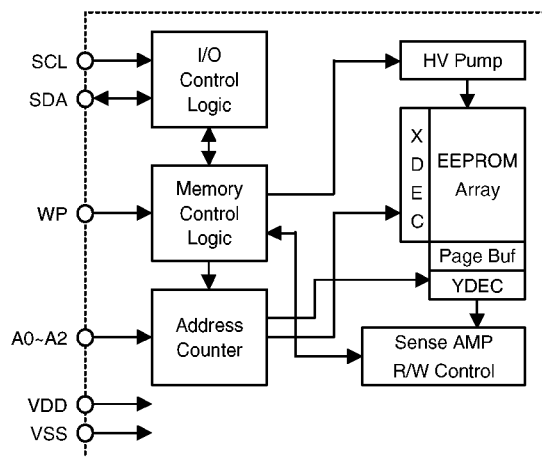 SCL
SDA
WP
A0~A2
VDD
VSS
I/O
Control
Logic
Memory
Control
Logic
Address
Counter
HV Pump
X
D
E
C
EEPROM
Array
Page Buf
YDEC
Sense AMP
R/W Control